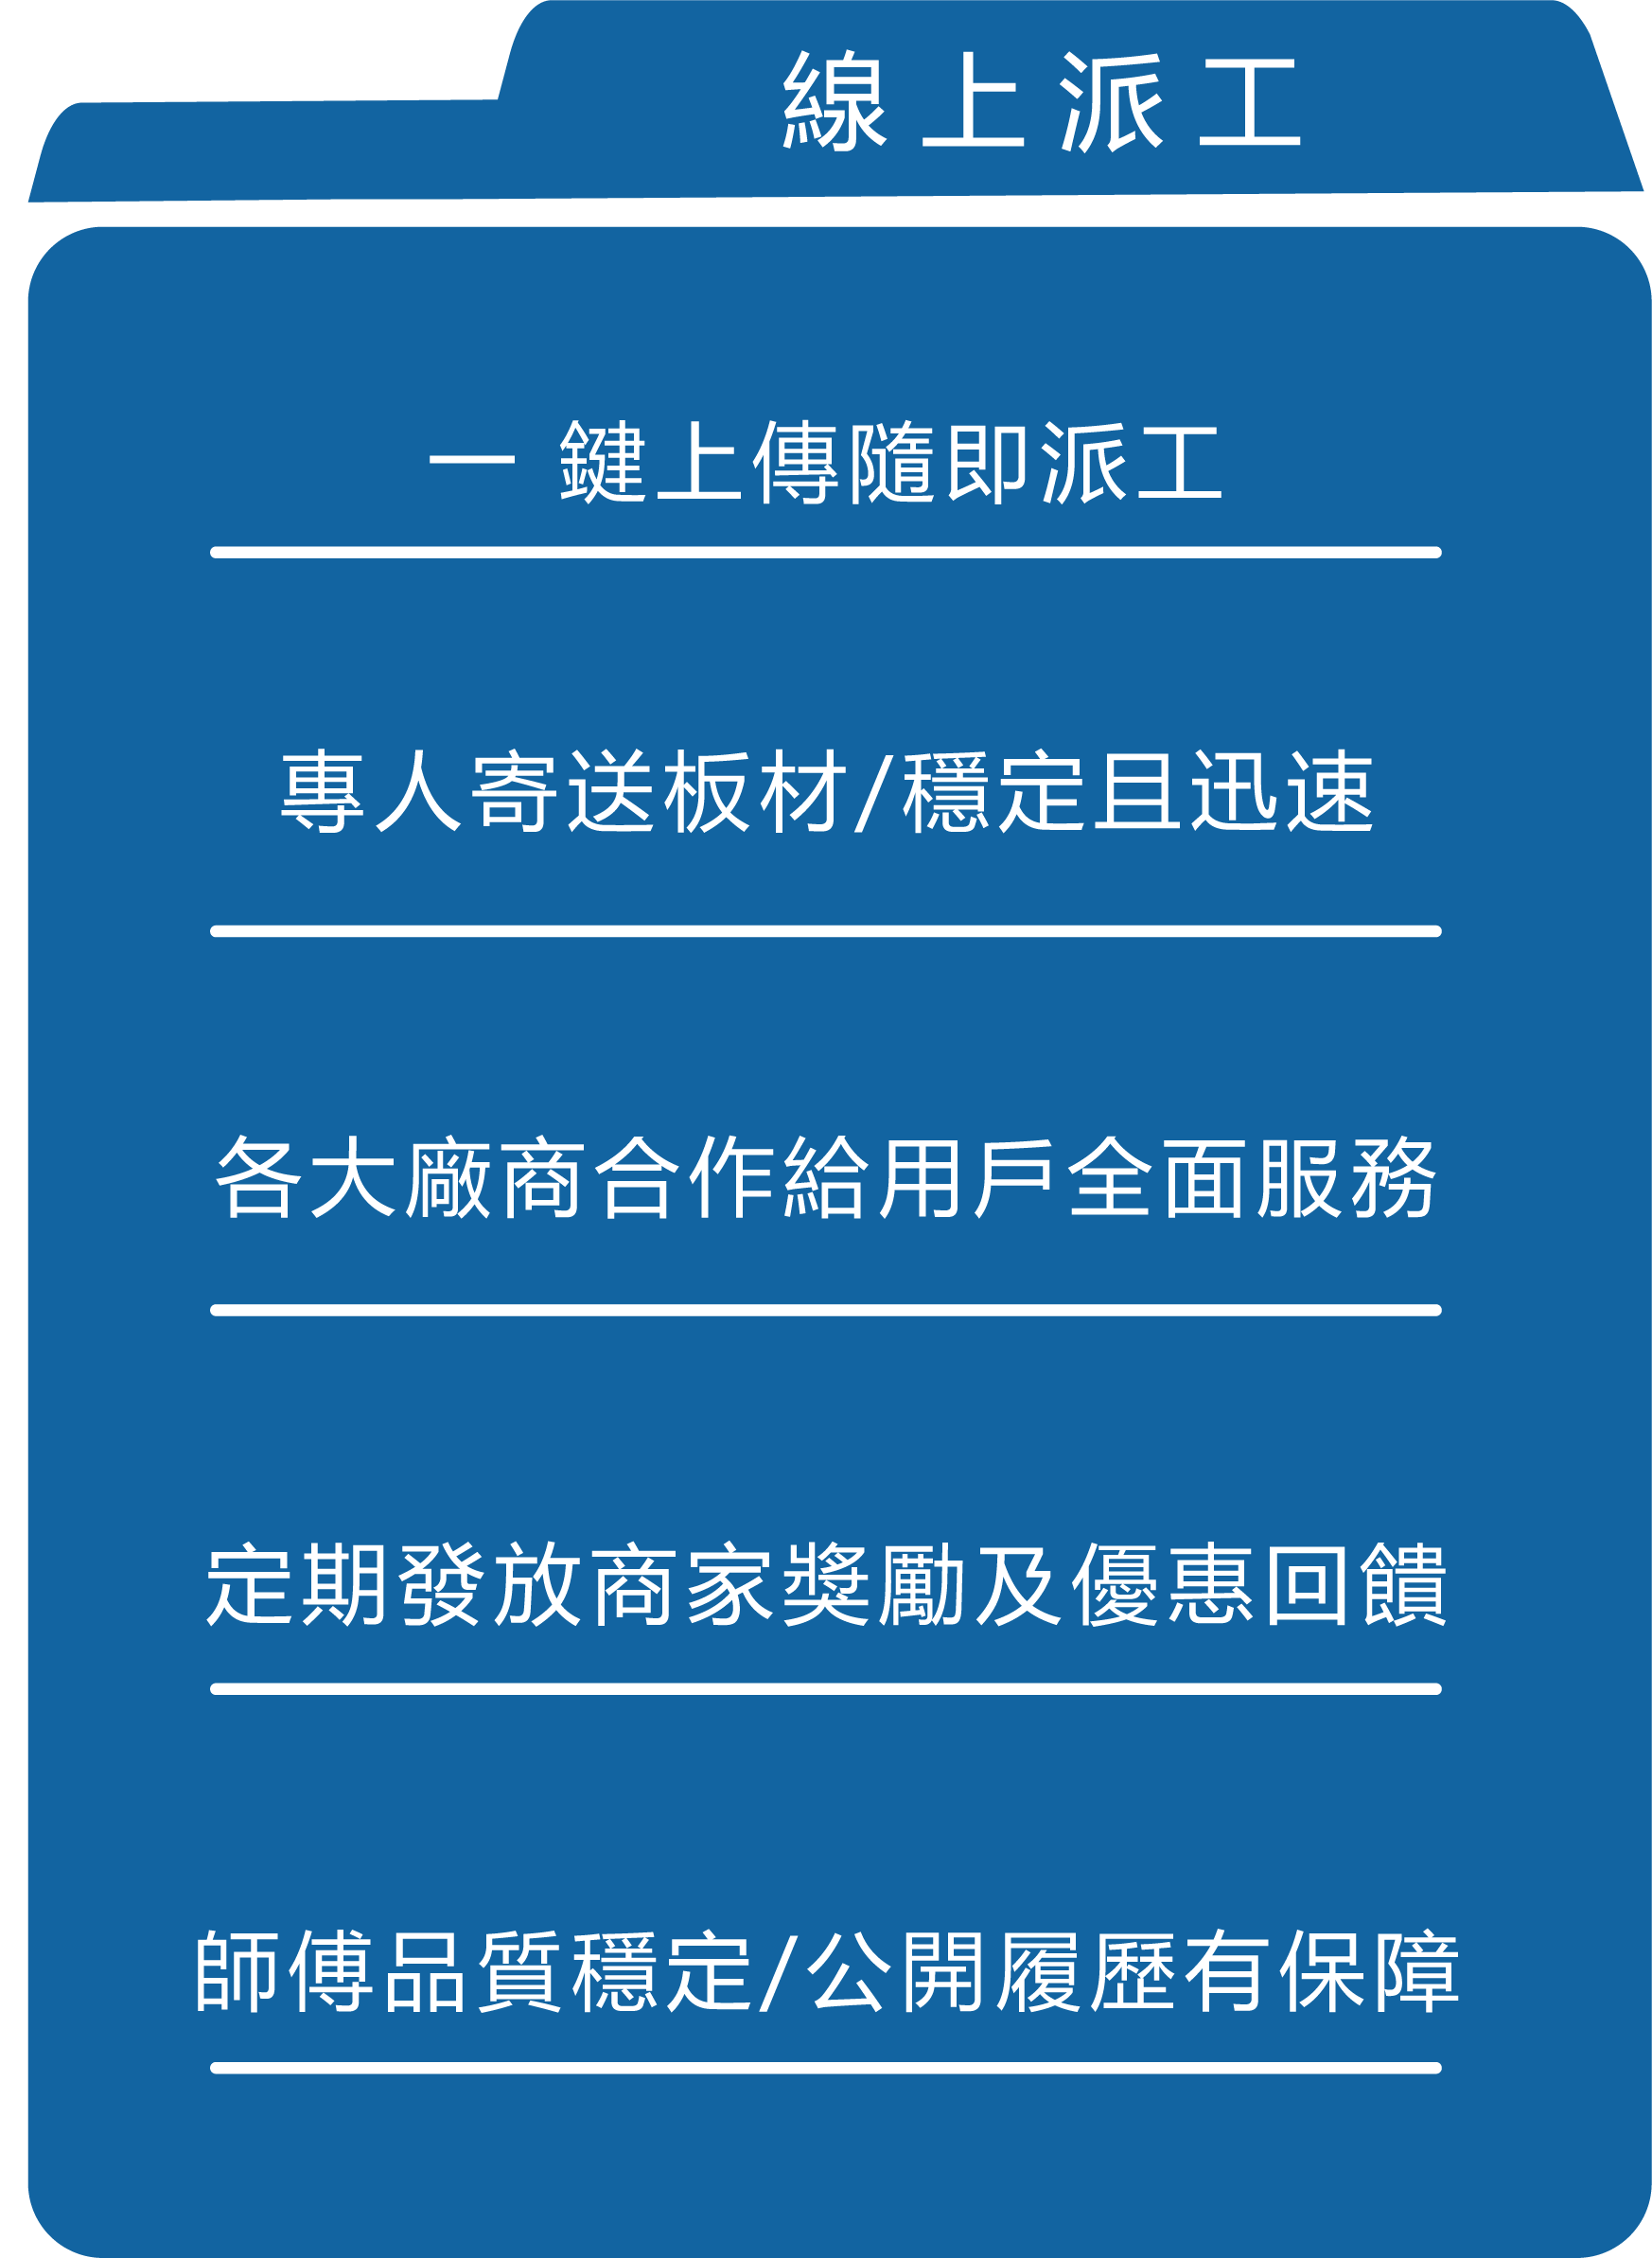 線上派工
一 鍵上傳隨即派工
專人寄送板材/穩定且迅速
各大廠商合作給用戶全面服務
定期發放商家獎勵及優惠回饋
師傅品質穩定/公開履歷有保障